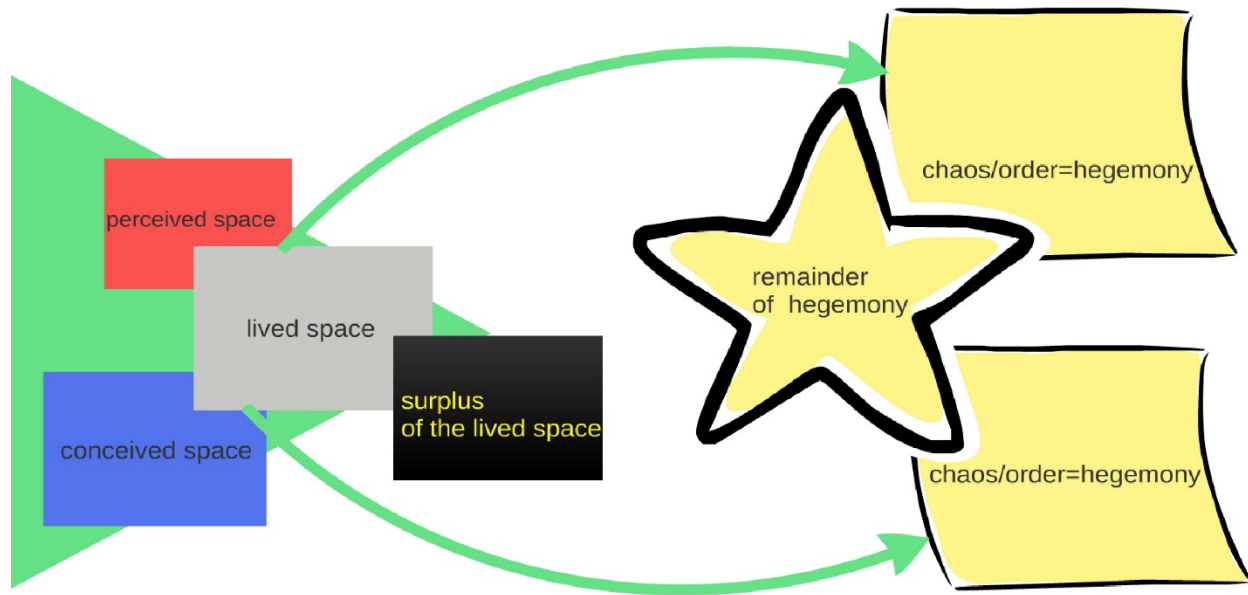 perceived space
lived space
conceived space
surplus
of the lived space
remainder
of hegemony
chaos/order=hegemony
chaos/order=hegemony